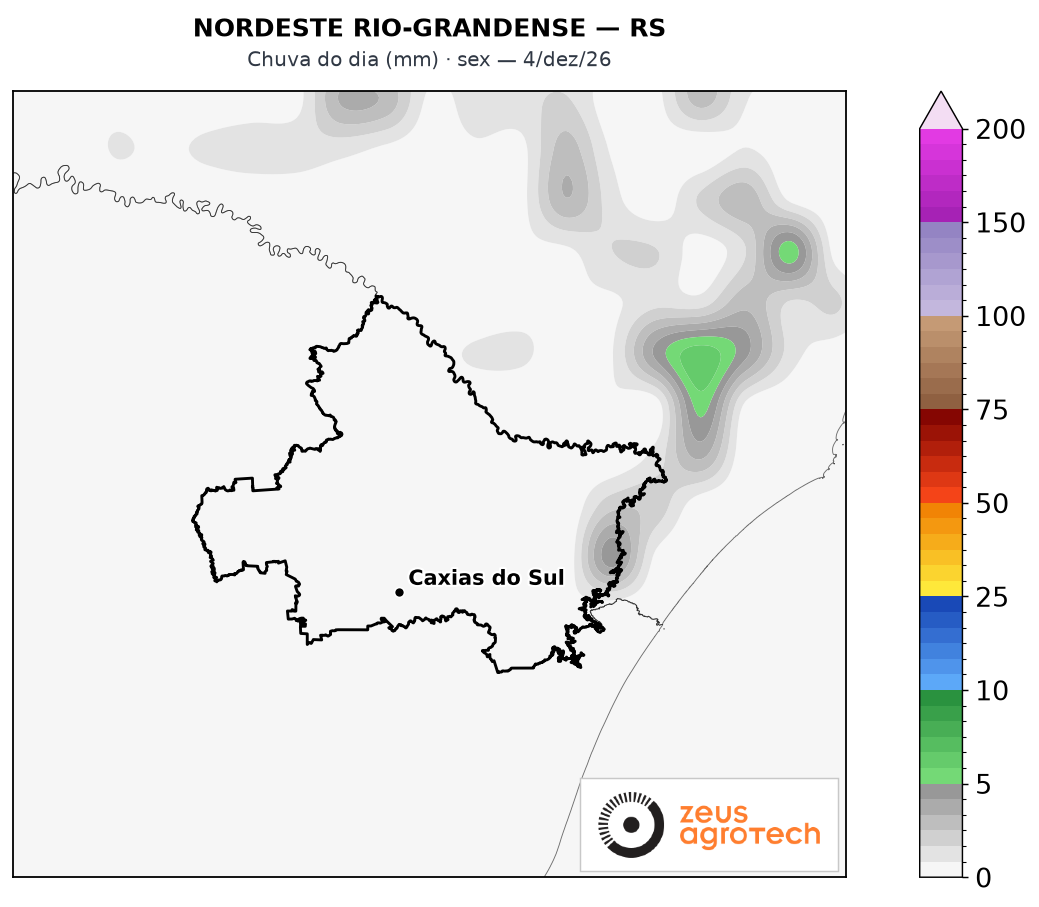 NORDESTE RIO-GRANDENSE — RS
Chuva do dia (mm) · sex — 4/dez/26
200
150
100
75
50
25
10
5
0
Caxias do Sul
zeus
agrotech